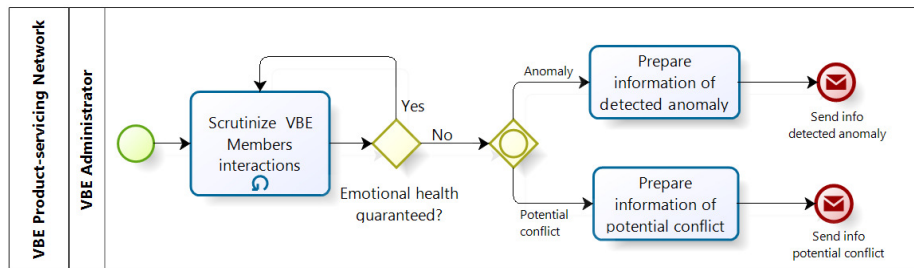 VBE Product-servicing Network
VBE Administrator
Scrutinize VBE
Members
interactions
Yes
No
Emotional health
guaranteed?
Anomaly
Potential
conflict
Prepare
information of
detected anomaly
Send info
detected anomaly
Prepare
information of
potential conflict
Send info
potential conflict